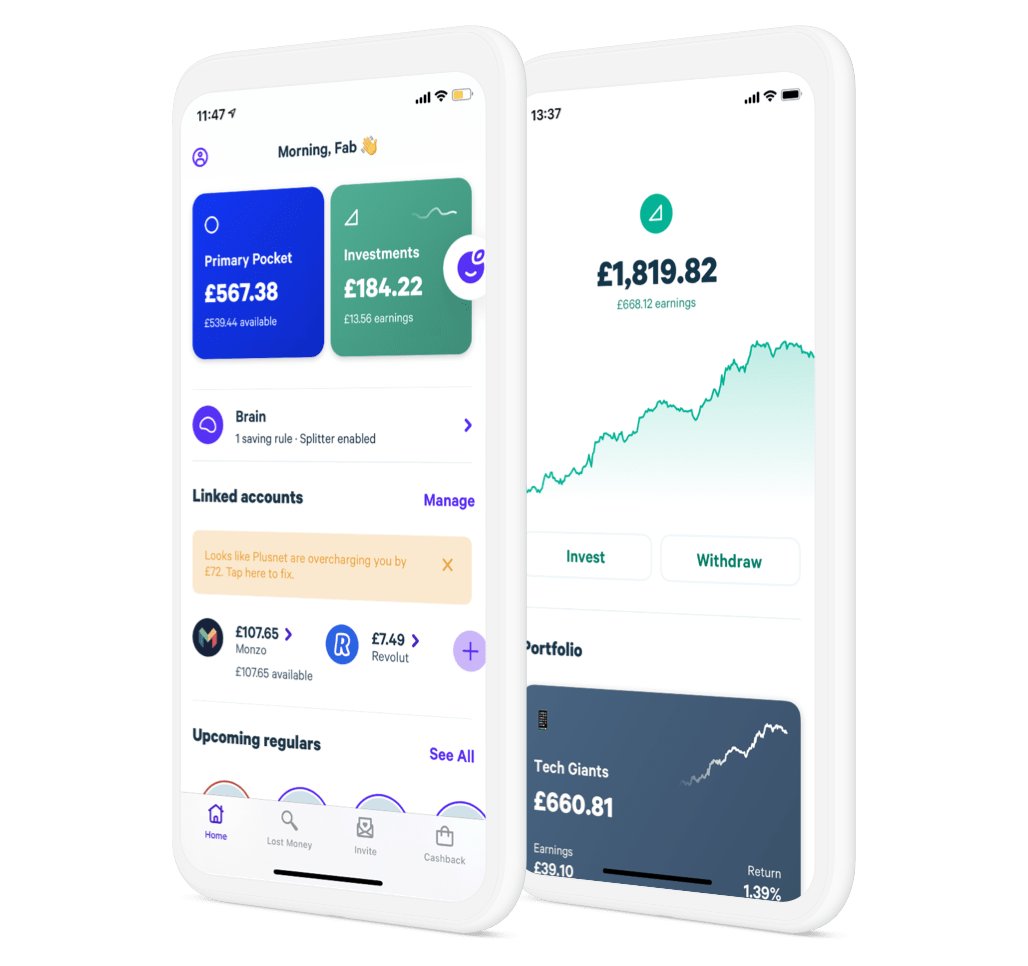 11:47
Morning, Fab 👋
Primary Pocket
£567.38
£539.44 available
Investments
£184.22
£13.56 earnings
Brain
1 saving rule · Splitter enabled
Linked accounts
Manage
Looks like Plusnet are overcharging you by
£72. Tap here to fix.
£107.65
Monzo
£107.65 available
R
£7.49
Revolut
Upcoming regulars
See All
Home
Lost Money
Invite
Cashback
13:37
£1,819.82
£668.12 earnings
Invest
Withdraw
Portfolio
Tech Giants
£660.81
Earnings
£39.10
Return
1.39%